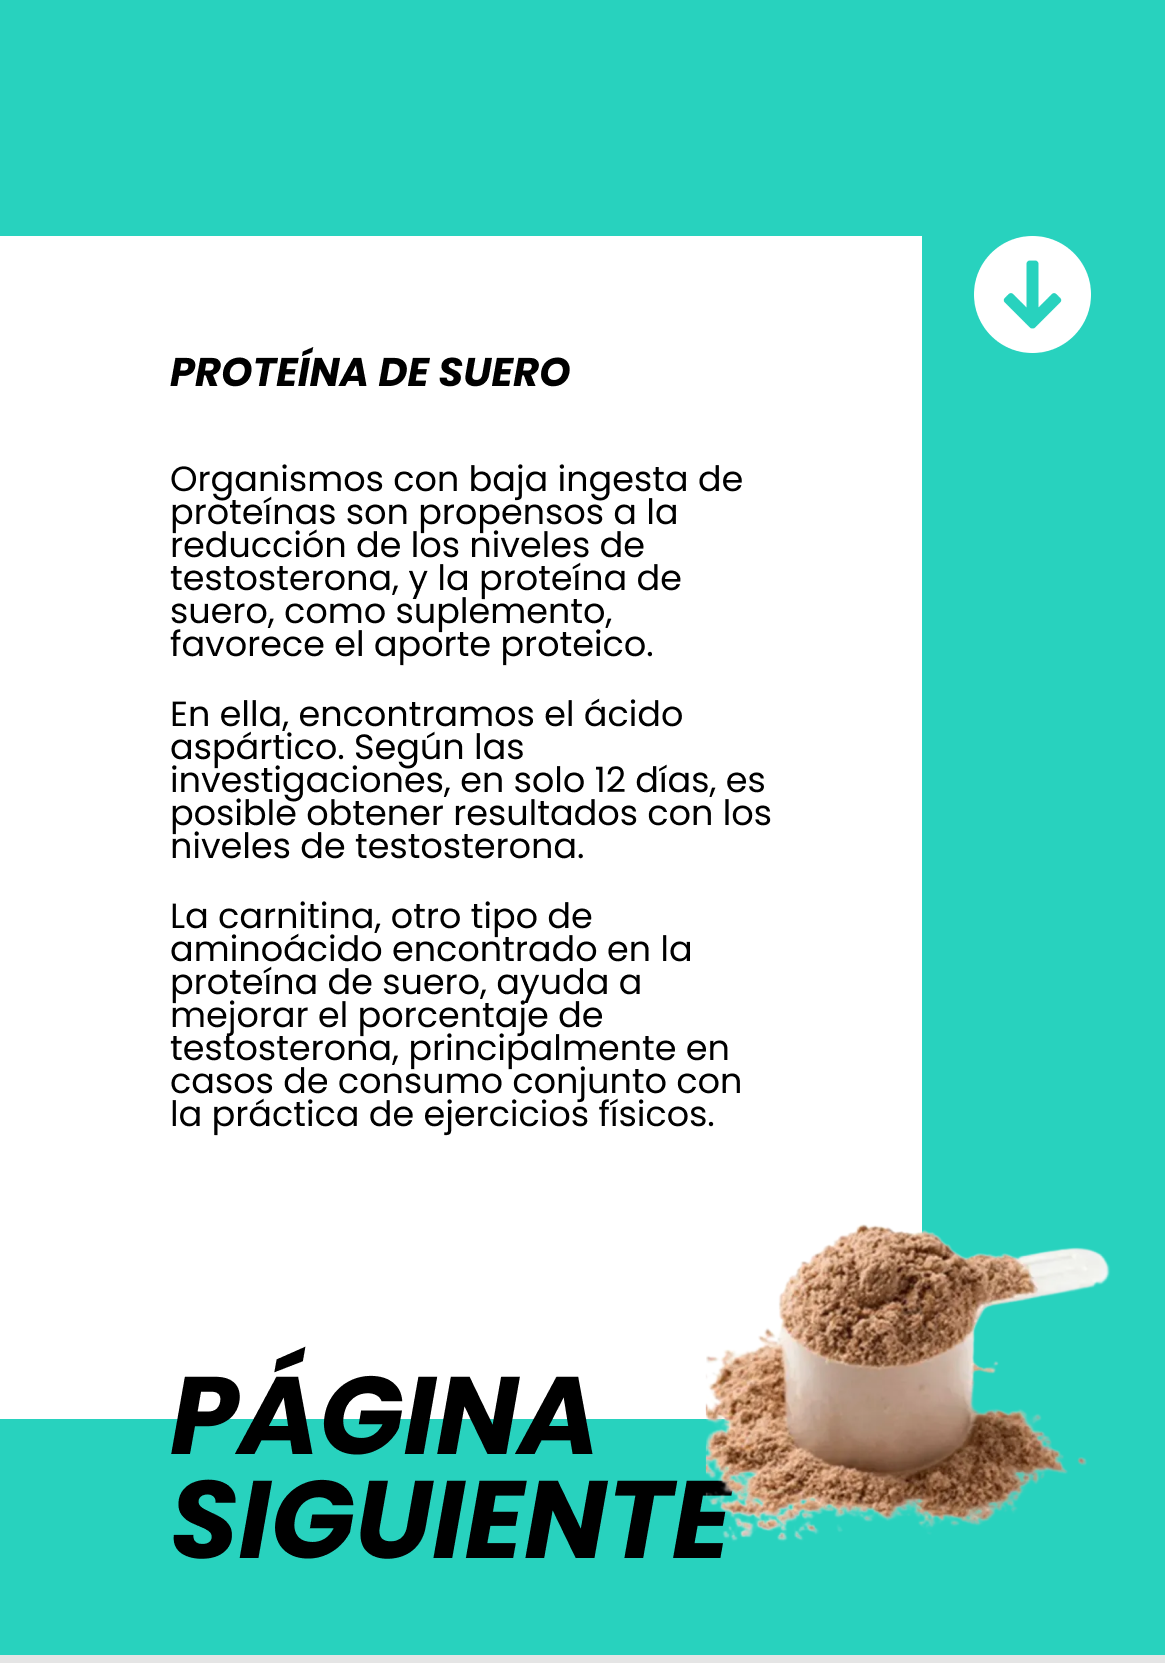 PROTEÍNA DE SUERO
Organismos con baja ingesta de
proteínas son propensos a la
reducción de los niveles de
testosterona, y la proteína de
suero, como suplemento,
favorece el aporte proteico.
En ella, encontramos el ácido
aspártico. Según las
investigaciones, en solo 12 días, es
posible obtener resultados con los
niveles de testosterona.
La carnitina, otro tipo de
aminoácido encontrado en la
proteína de suero, ayuda a
mejorar el porcentaje de
testosterona, principalmente en
casos de consumo conjunto con
la práctica de ejercicios físicos.
PÁGINA
SIGUIENTE